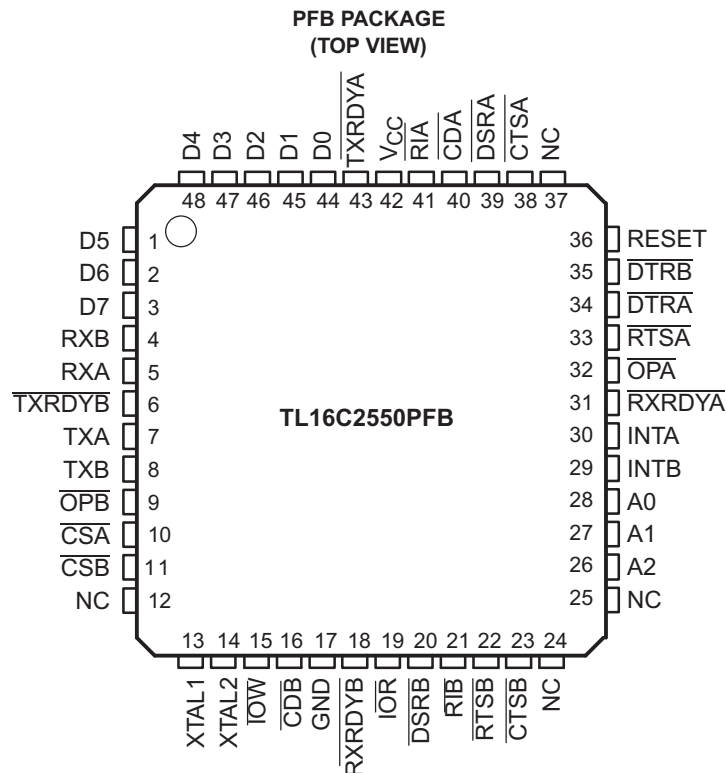 PFB PACKAGE
(TOP VIEW)
D4
D3
D2
D1
D0
TXRDYA
VCC
RIA
CDA
DSRA
CTSA
NC
48 47 46 45 44 43 42 41 40 39 38 37
D5 1
D6 2
D7 3
RXB 4
RXA 5
TXRDYB 6
TXA 7
TXB 8
OPB 9
CSA 10
CSB 11
NC 12
TL16C2550PFB
36 RESET
35 DTRB
34 DTRA
33 RTSA
32 OPA
31 RXRDYA
30 INTA
29 INTB
28 A0
27 A1
26 A2
25 NC
13 14 15 16 17 18 19 20 21 22 23 24
XTAL1
XTAL2
IOW
CDB
GND
RXRDYB
IOR
DSRB
RIB
RTSB
CTSB
NC